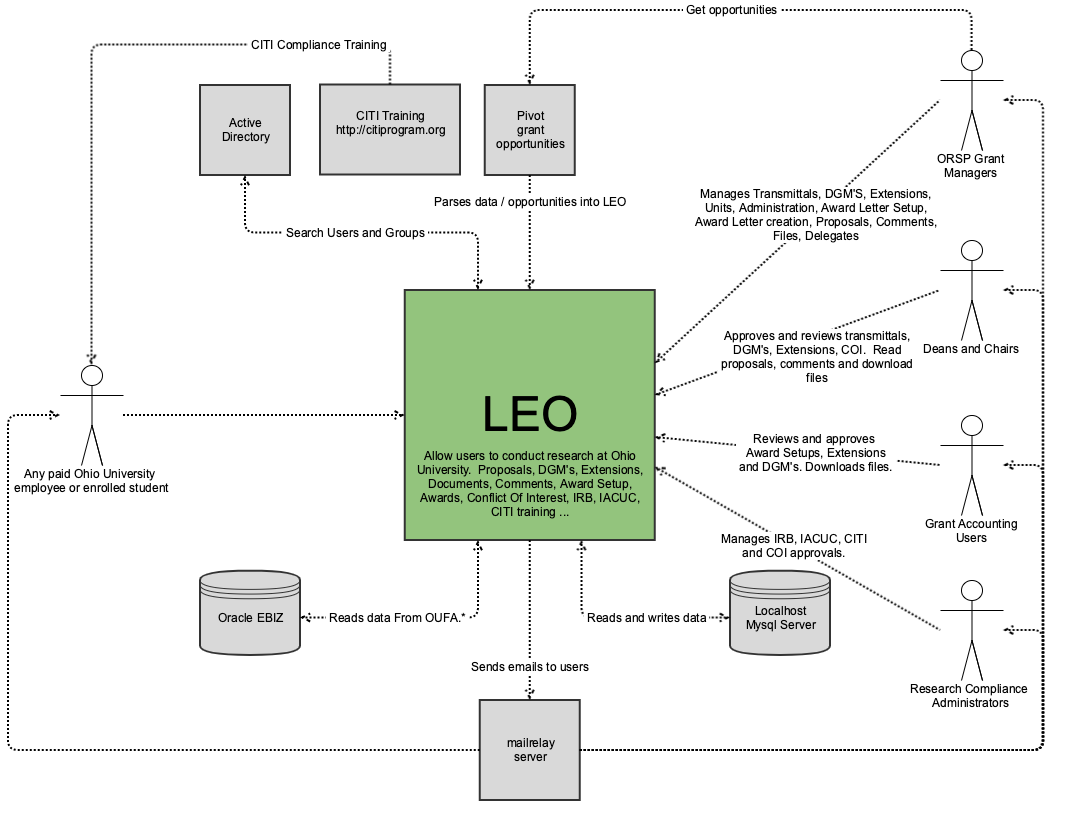 Get opportunities
CITI Compliance Training
Active
Directory
CITI Training
http://citiprogram.org
Pivot
grant
opportunities
ORSP Grant
Managers
Parses data / opportunities into LEO
Manages Transmittals, DGM'S, Extensions,
Units, Administration, Award Letter Setup,
Award Letter creation, Proposals, Comments,
Files, Delegates
Search Users and Groups
Approves and reviews transmittals,
DGM's, Extensions, COI.  Read
proposals, comments and download
files
Deans and Chairs
LEO
Allow users to conduct research at Ohio
University.  Proposals, DGM's, Extensions,
Documents, Comments, Award Setup,
Awards, Conflict Of Interest, IRB, IACUC,
CITI training ...
Any paid Ohio University
employee or enrolled student
Reviews and approves
Award Setups, Extensions
and DGM's. Downloads files.
Grant Accounting
Users
Manages IRB, IACUC, CITI
and COI approvals.
Oracle EBIZ
Reads data From OUFA.*
Reads and writes data
Localhost
Mysql Server
Sends emails to users
Research Compliance
Administrators
mailrelay
server